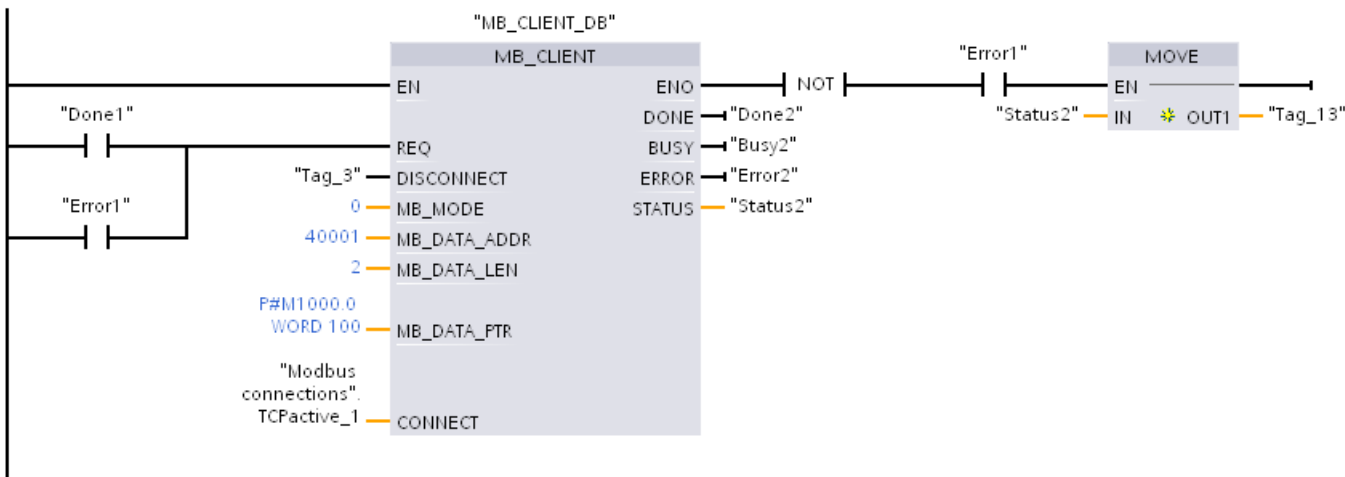 "MB_CLIENT_DB"
MB_CLIENT
"Error1"
MOVE
EN
ENO
NOT
EN
"Done1"
DONE
"Done2"
"Status2"
IN
OUT1
"Tag_13"
REQ
BUSY
"Busy2"
"Tag_3"
DISCONNECT
ERROR
"Error2"
"Error1"
0
MB_MODE
STATUS
"Status2"
40001
MB_DATA_ADDR
2
MB_DATA_LEN
P#M1000.0
WORD 100
MB_DATA_PTR
"Modbus
connections".
TCPactive_1
CONNECT